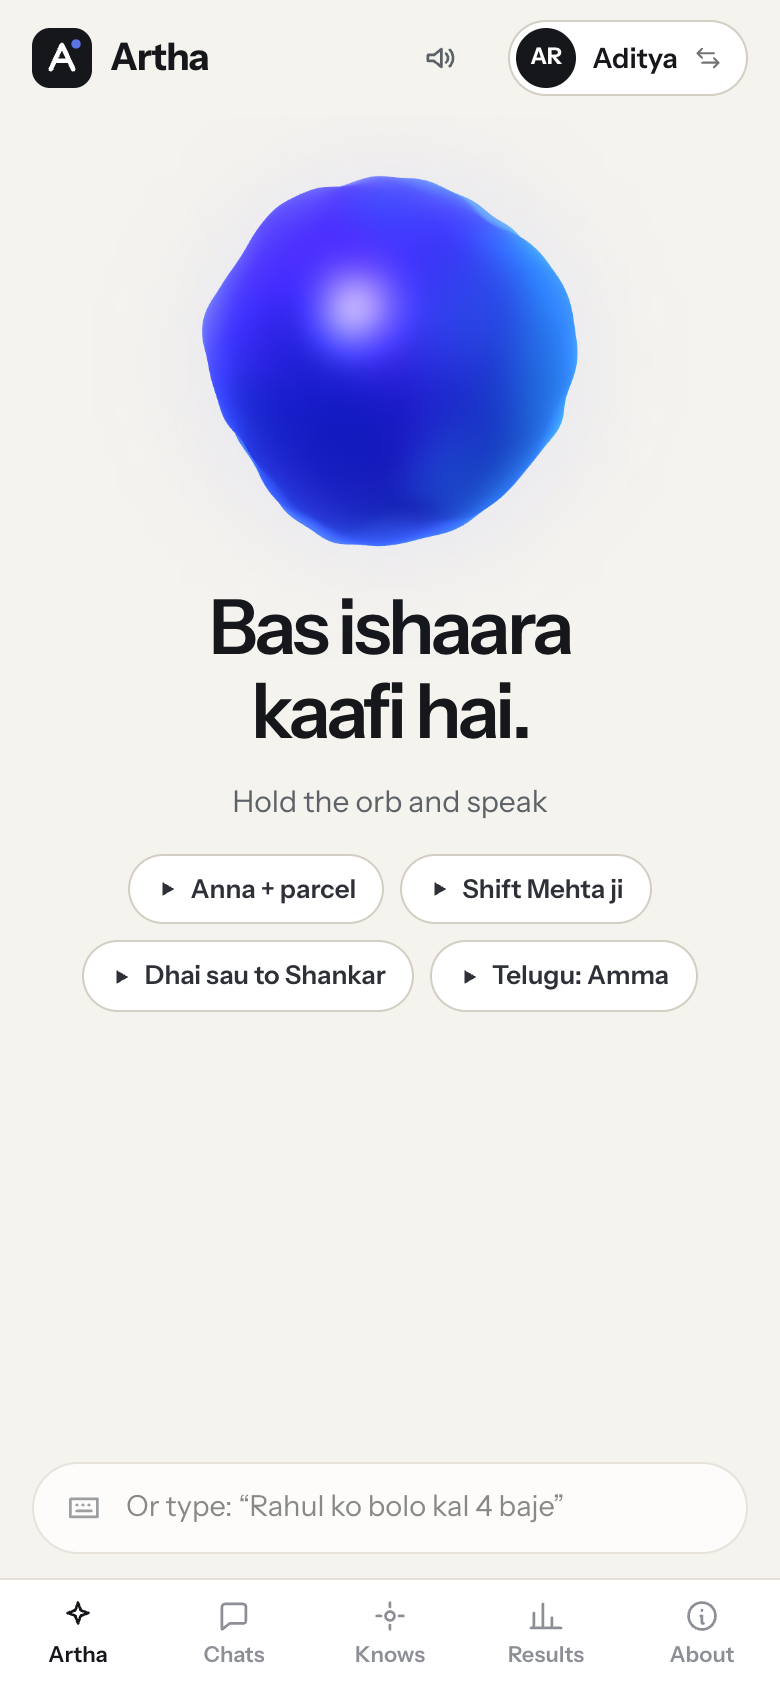 A
Artha
AR
Aditya
Bas ishaara
kaafi hai.
Hold the orb and speak
Anna + parcel
Shift Mehta ji
Dhai sau to Shankar
Telugu: Amma
Or type: “Rahul ko bolo kal 4 baje”
Artha
Chats
Knows
Results
About